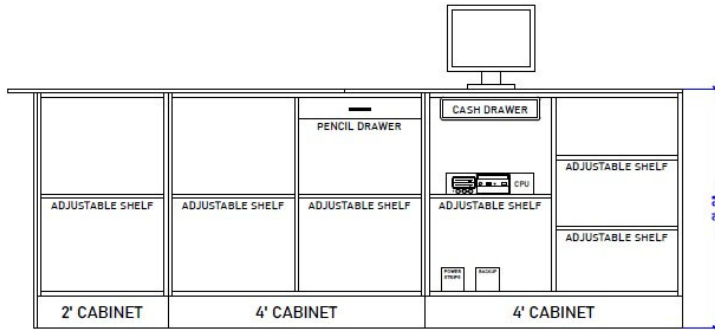 CASH DRAWER
PENCIL DRAWER
ADJUSTABLE SHELF
CPU
ADJUSTABLE SHELF
ADJUSTABLE SHELF
ADJUSTABLE SHELF
ADJUSTABLE SHELF
ADJUSTABLE SHELF
POWER
STRIPS
BACKUP
2' CABINET
4' CABINET
4' CABINET